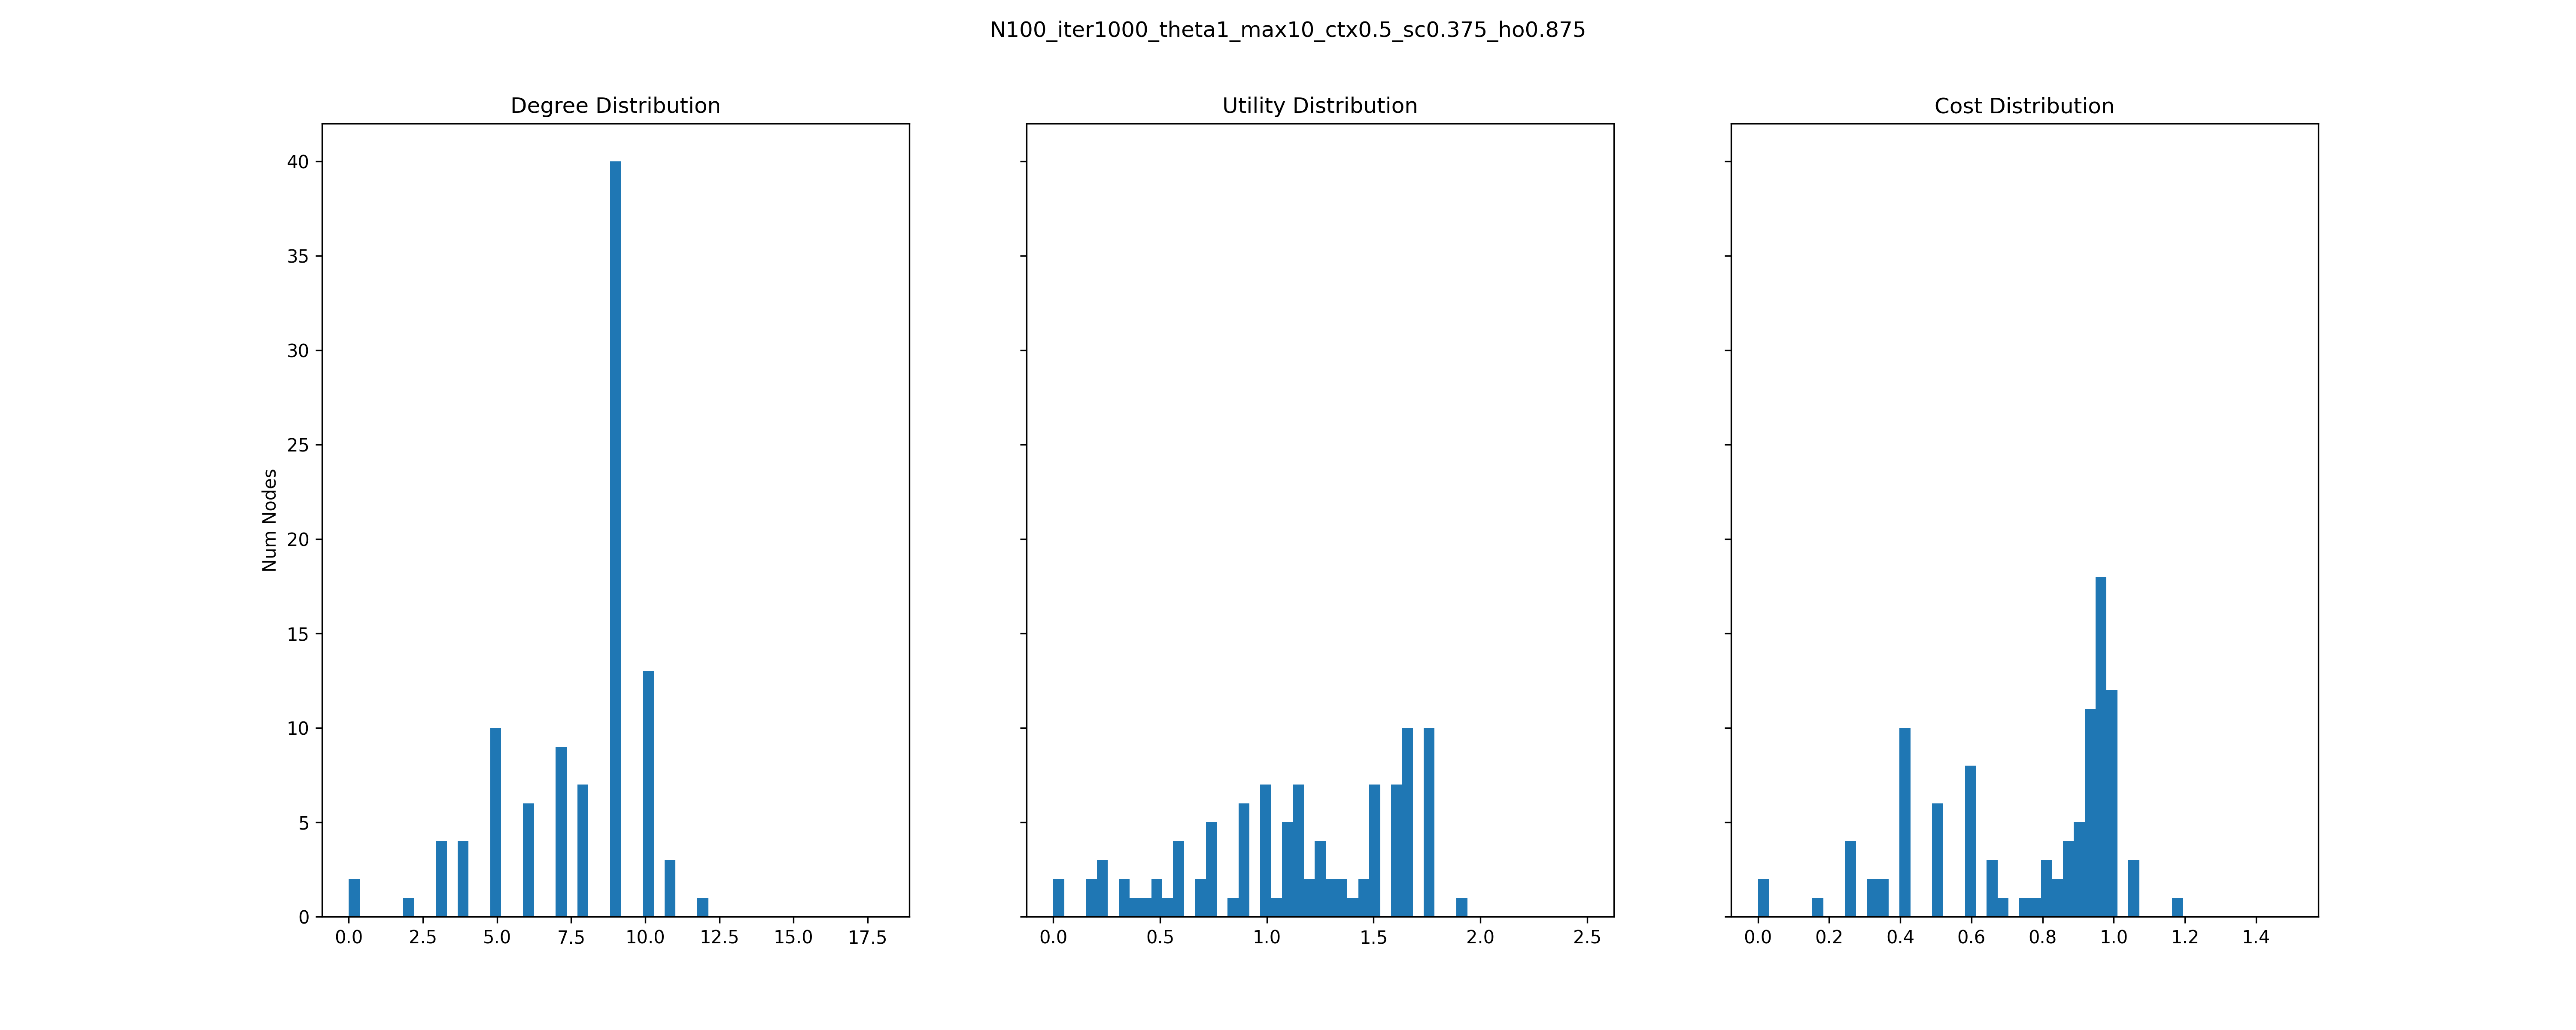 N100_iter1000_theta1_max10_ctx0.5_sc0.375_ho0.875
Degree Distribution
Utility Distribution
Cost Distribution
Num Nodes
40
35
30
25
20
15
10
5
0
0.0 2.5 5.0 7.5 10.0 12.5 15.0 17.5
0.0 0.5 1.0 1.5 2.0 2.5
0.0 0.2 0.4 0.6 0.8 1.0 1.2 1.4